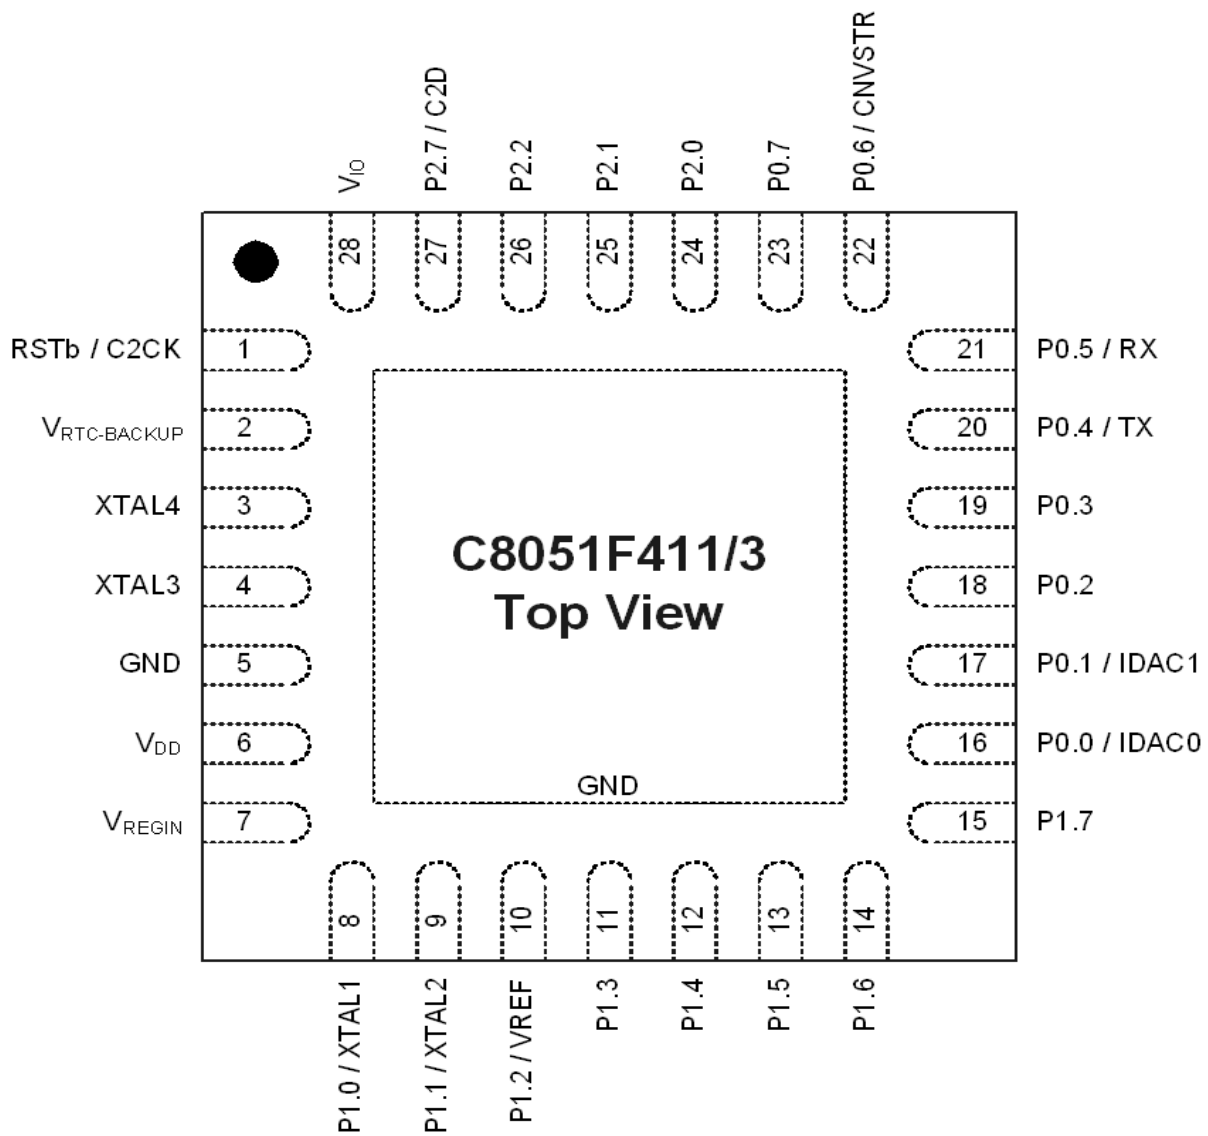 V_IO
P2.7 / C2D
P2.2
P2.1
P2.0
P0.7
P0.6 / CNVSTR
28
27
26
25
24
23
22
RSTb / C2CK 1
V_RTC-BACKUP 2
XTAL4 3
XTAL3 4
GND 5
V_DD 6
V_REGIN 7
C8051F411/3
Top View
GND
21 P0.5 / RX
20 P0.4 / TX
19 P0.3
18 P0.2
17 P0.1 / IDAC1
16 P0.0 / IDAC0
15 P1.7
8
9
10
11
12
13
14
P1.0 / XTAL1
P1.1 / XTAL2
P1.2 / VREF
P1.3
P1.4
P1.5
P1.6